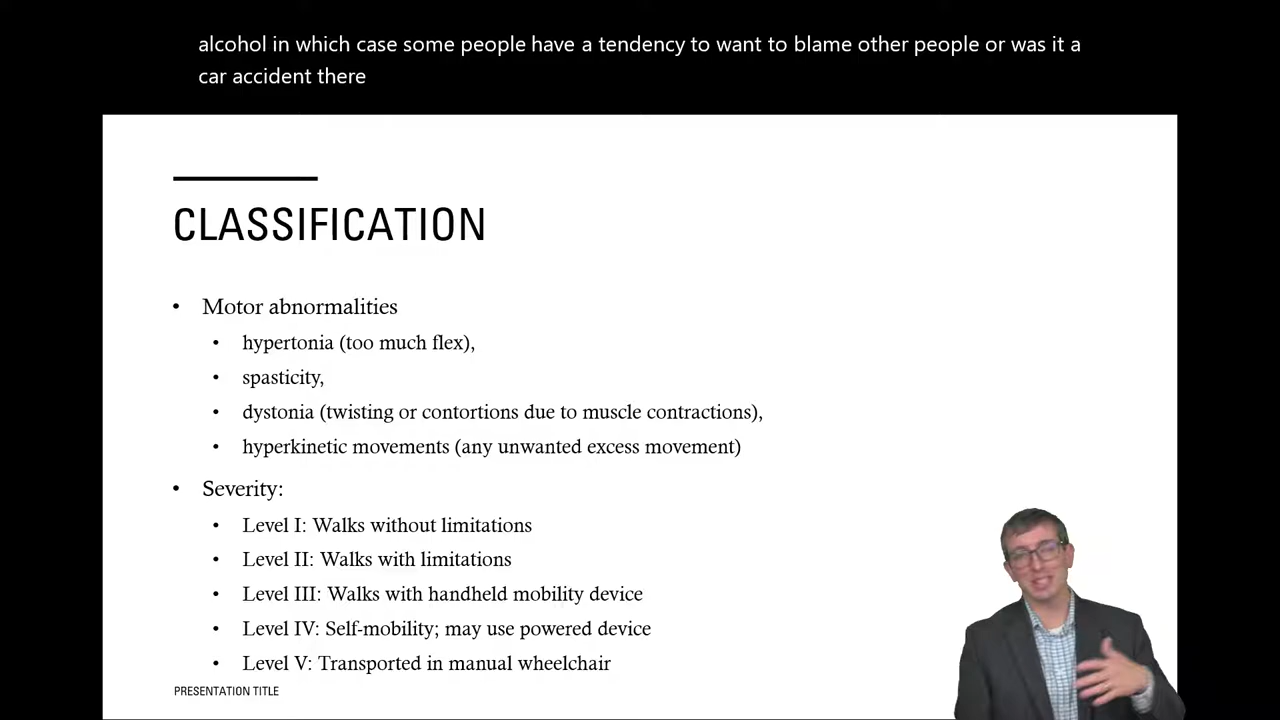 alcohol in which case some people have a tendency to want to blame other people or was it a
car accident there
CLASSIFICATION
• Motor abnormalities
• hypertonia (too much flex),
• spasticity,
• dystonia (twisting or contortions due to muscle contractions),
• hyperkinetic movements (any unwanted excess movement)
• Severity:
• Level I: Walks without limitations
• Level II: Walks with limitations
• Level III: Walks with handheld mobility device
• Level IV: Self-mobility; may use powered device
• Level V: Transported in manual wheelchair
PRESENTATION TITLE